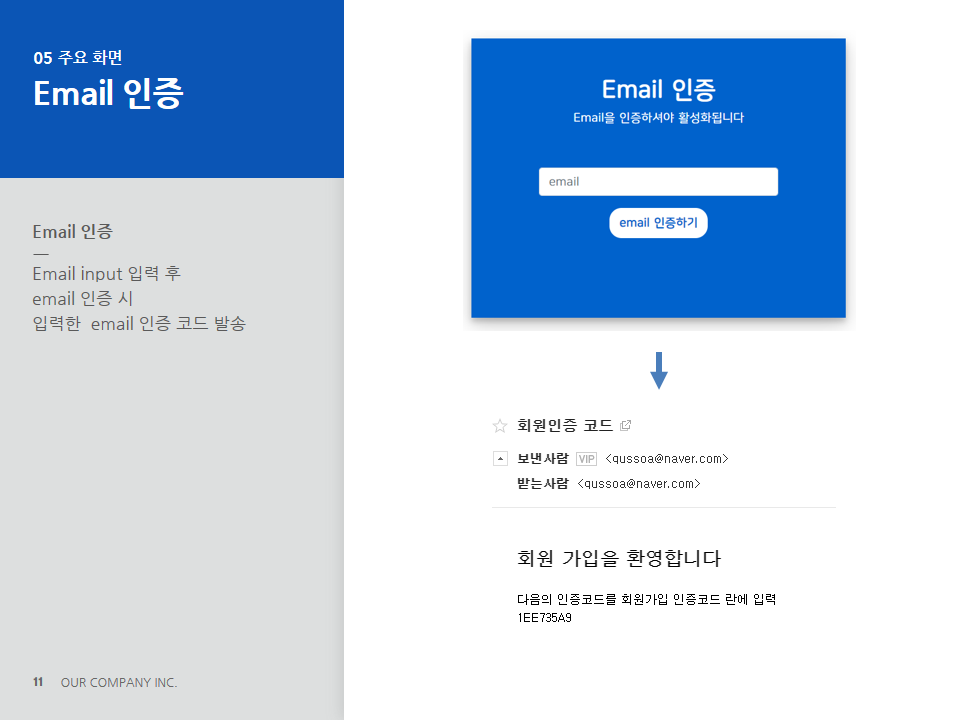 05 주요 화면
Email 인증
Email 인증
Email input 입력 후
email 인증 시
입력한 email 인증 코드 발송
11 OUR COMPANY INC.
Email 인증
Email을 인증하셔야 활성화됩니다
email
email 인증하기
회원인증 코드
보낸사람 VIP <qussoa@naver.com>
받는사람 <qussoa@naver.com>
회원 가입을 환영합니다
다음의 인증코드를 회원가입 인증코드 란에 입력
1EE735A9